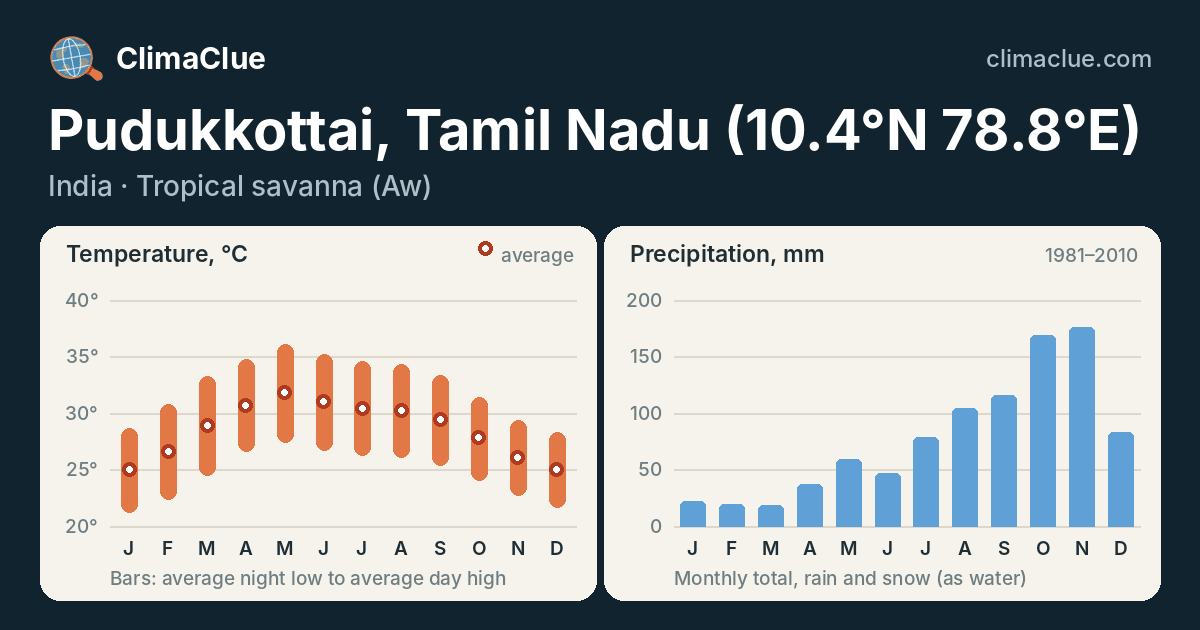 ClimaClue
climaclue.com
Pudukkottai, Tamil Nadu (10.4°N 78.8°E)
India · Tropical savanna (Aw)
Temperature, °C
average
40°
35°
30°
25°
20°
J F M A M J J A S O N D
Bars: average night low to average day high
Precipitation, mm
1981–2010
200
150
100
50
0
J F M A M J J A S O N D
Monthly total, rain and snow (as water)